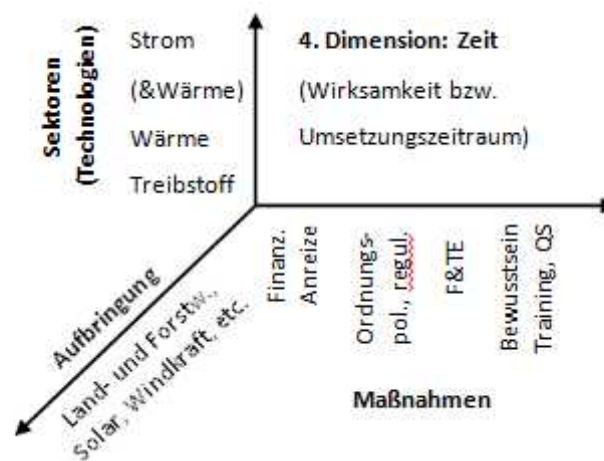 Sektoren
(Technologien)
Strom
(&Wärme)
Wärme
Treibstoff
4. Dimension: Zeit
(Wirksamkeit bzw.
Umsetzungszeitraum)
Aufbringung
Land- und Forstw.,
Solar, Windkraft, etc.
Finanz.
Anreize
Ordnungs-
pol., regul.
F&TE
Bewusstsein
Training, QS
Maßnahmen